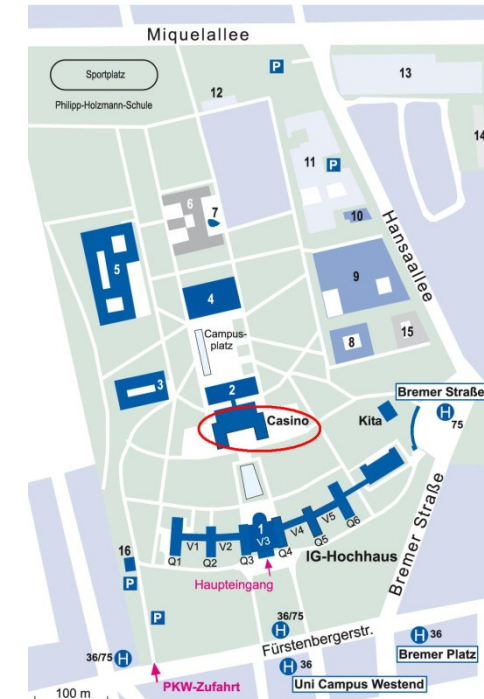 Miquelallee
Sportplatz
Philipp-Holzmann-Schule
P
12
13
14
11
P
10
Hansaallee
6
7
5
9
4
8
15
Campus-
platz
3
2
Casino
Kita
Bremer Straße
H
75
1
V1
V2
V3
V4
V5
Q1
Q2
Q3
Q4
Q5
Q6
IG-Hochhaus
Bremer Straße
16
P
Haupteingang
P
36/75
H
36/75
H
Fürstenbergerstr.
H 36
Bremer Platz
H 36
Uni Campus Westend
PKW-Zufahrt
100 m